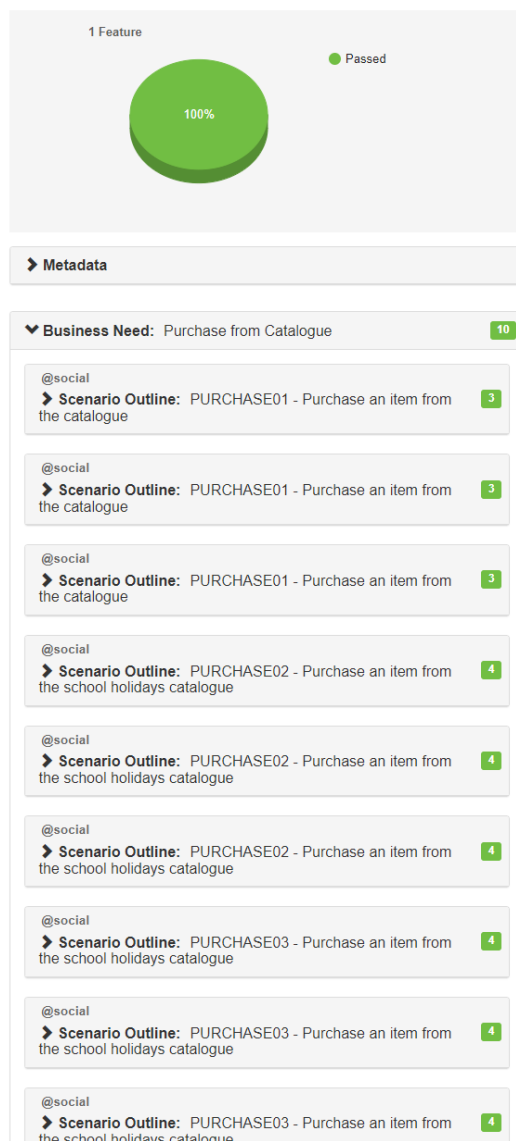 1 Feature
Passed
100%
Metadata
Business Need: Purchase from Catalogue 10
@social
Scenario Outline: PURCHASE01 - Purchase an item from 3
the catalogue
@social
Scenario Outline: PURCHASE01 - Purchase an item from 3
the catalogue
@social
Scenario Outline: PURCHASE01 - Purchase an item from 3
the catalogue
@social
Scenario Outline: PURCHASE02 - Purchase an item from 4
the school holidays catalogue
@social
Scenario Outline: PURCHASE02 - Purchase an item from 4
the school holidays catalogue
@social
Scenario Outline: PURCHASE02 - Purchase an item from 4
the school holidays catalogue
@social
Scenario Outline: PURCHASE03 - Purchase an item from 4
the school holidays catalogue
@social
Scenario Outline: PURCHASE03 - Purchase an item from 4
the school holidays catalogue
@social
Scenario Outline: PURCHASE03 - Purchase an item from 4
the school holidays catalogue